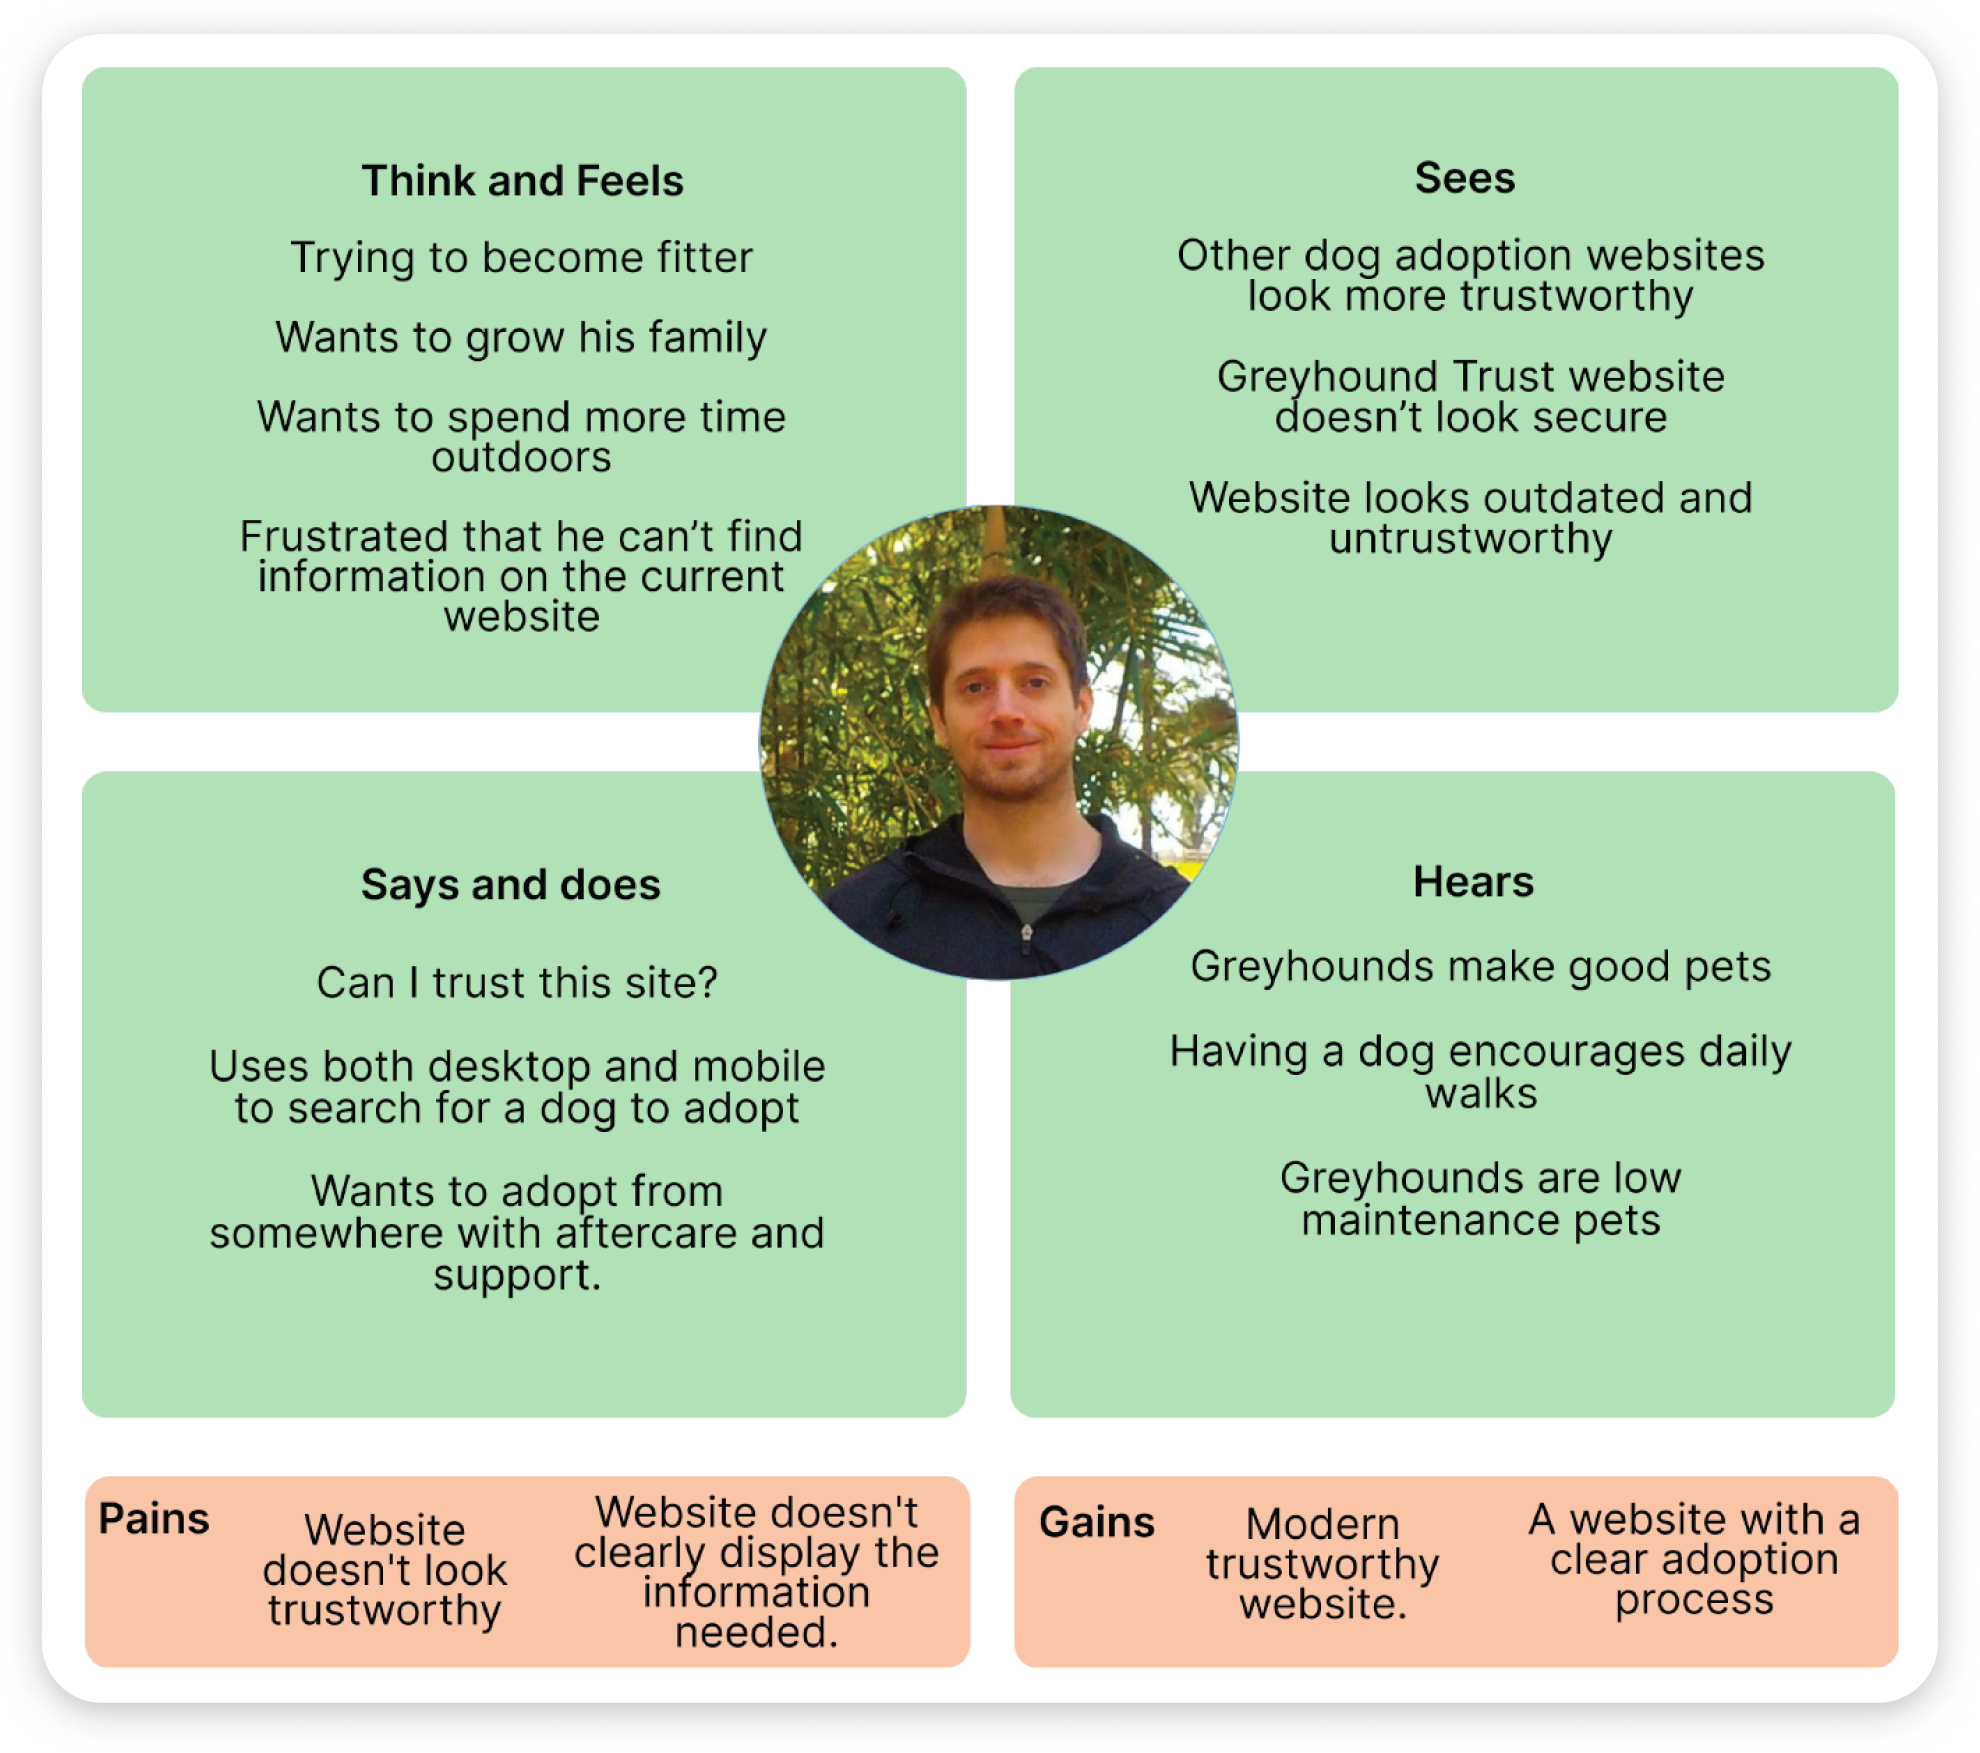 Think and Feels
Trying to become fitter
Wants to grow his family
Wants to spend more time
outdoors
Frustrated that he can’t find
information on the current
website
Sees
Other dog adoption websites
look more trustworthy
Greyhound Trust website
doesn’t look secure
Website looks outdated and
untrustworthy
Says and does
Can I trust this site?
Uses both desktop and mobile
to search for a dog to adopt
Wants to adopt from
somewhere with aftercare and
support.
Hears
Greyhounds make good pets
Having a dog encourages daily
walks
Greyhounds are low
maintenance pets
Pains
Website
doesn't look
trustworthy
Website doesn't
clearly display the
information
needed.
Gains
Modern
trustworthy
website.
A website with a
clear adoption
process